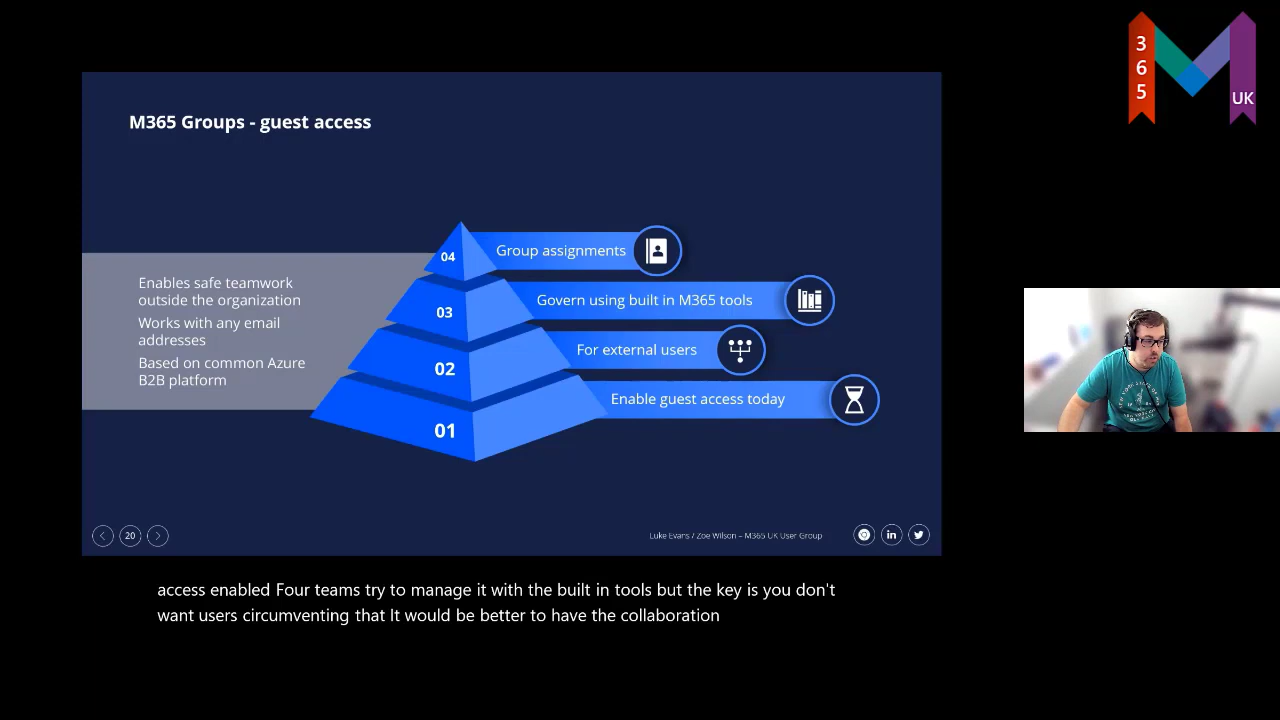 3
6
5
UK
M365 Groups - guest access
04
Group assignments
Enables safe teamwork
outside the organization
Works with any email
addresses
Based on common Azure
B2B platform
03
Govern using built in M365 tools
02
For external users
01
Enable guest access today
20
Luke Evans / Zoe Wilson – M365 UK User Group
in
access enabled Four teams try to manage it with the built in tools but the key is you don't
want users circumventing that It would be better to have the collaboration